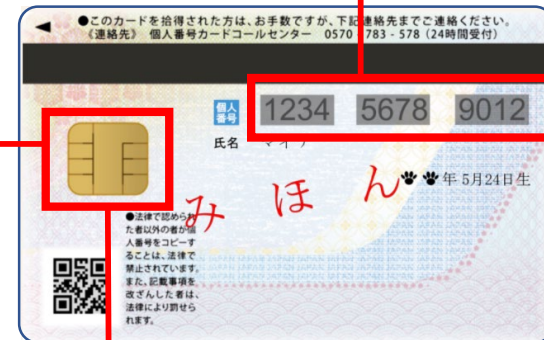 ●このカードを拾得された方は、お手数ですが、下記連絡先までご連絡ください。
《連絡先》 個人番号カードコールセンター 0570 783 - 578 (24時間受付)
個人
番号 1234 5678 9012
氏名
年 5月24日生
みほん
●法律で認められ
た者以外の者が個
人番号をコピーす
ることは、法律で
禁止されています。
また、記載事項を
改ざんした者は、
法律により罰せら
れます。